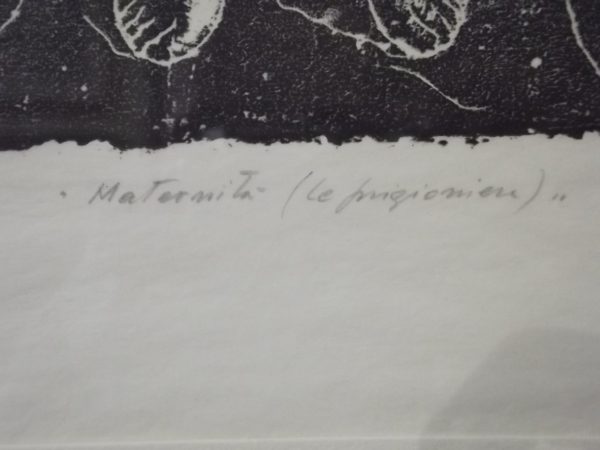 " Maternità (le prigioniere) "